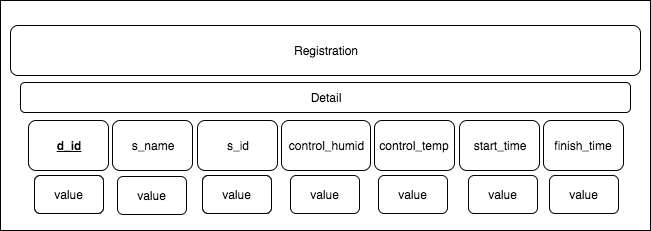 Registration
Detail
d_id s_name s_id control_humid control_temp start_time finish_time
value value value value value value value